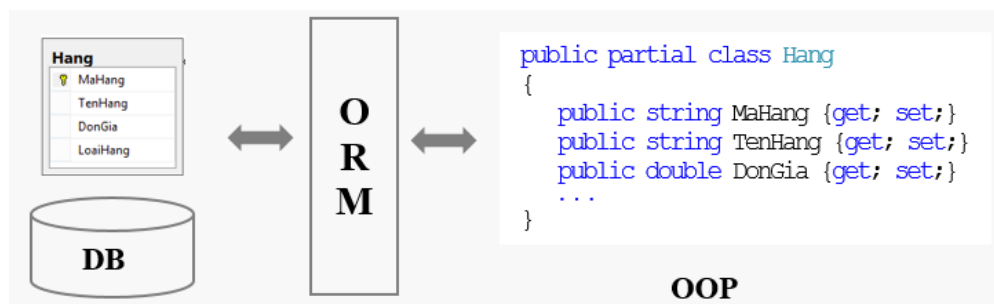 Hang
MaHang
TenHang
DonGia
LoaiHang
DB
O
R
M
public partial class Hang
{
public string MaHang {get; set;}
public string TenHang {get; set;}
public double DonGia {get; set;}
...
}
OOP